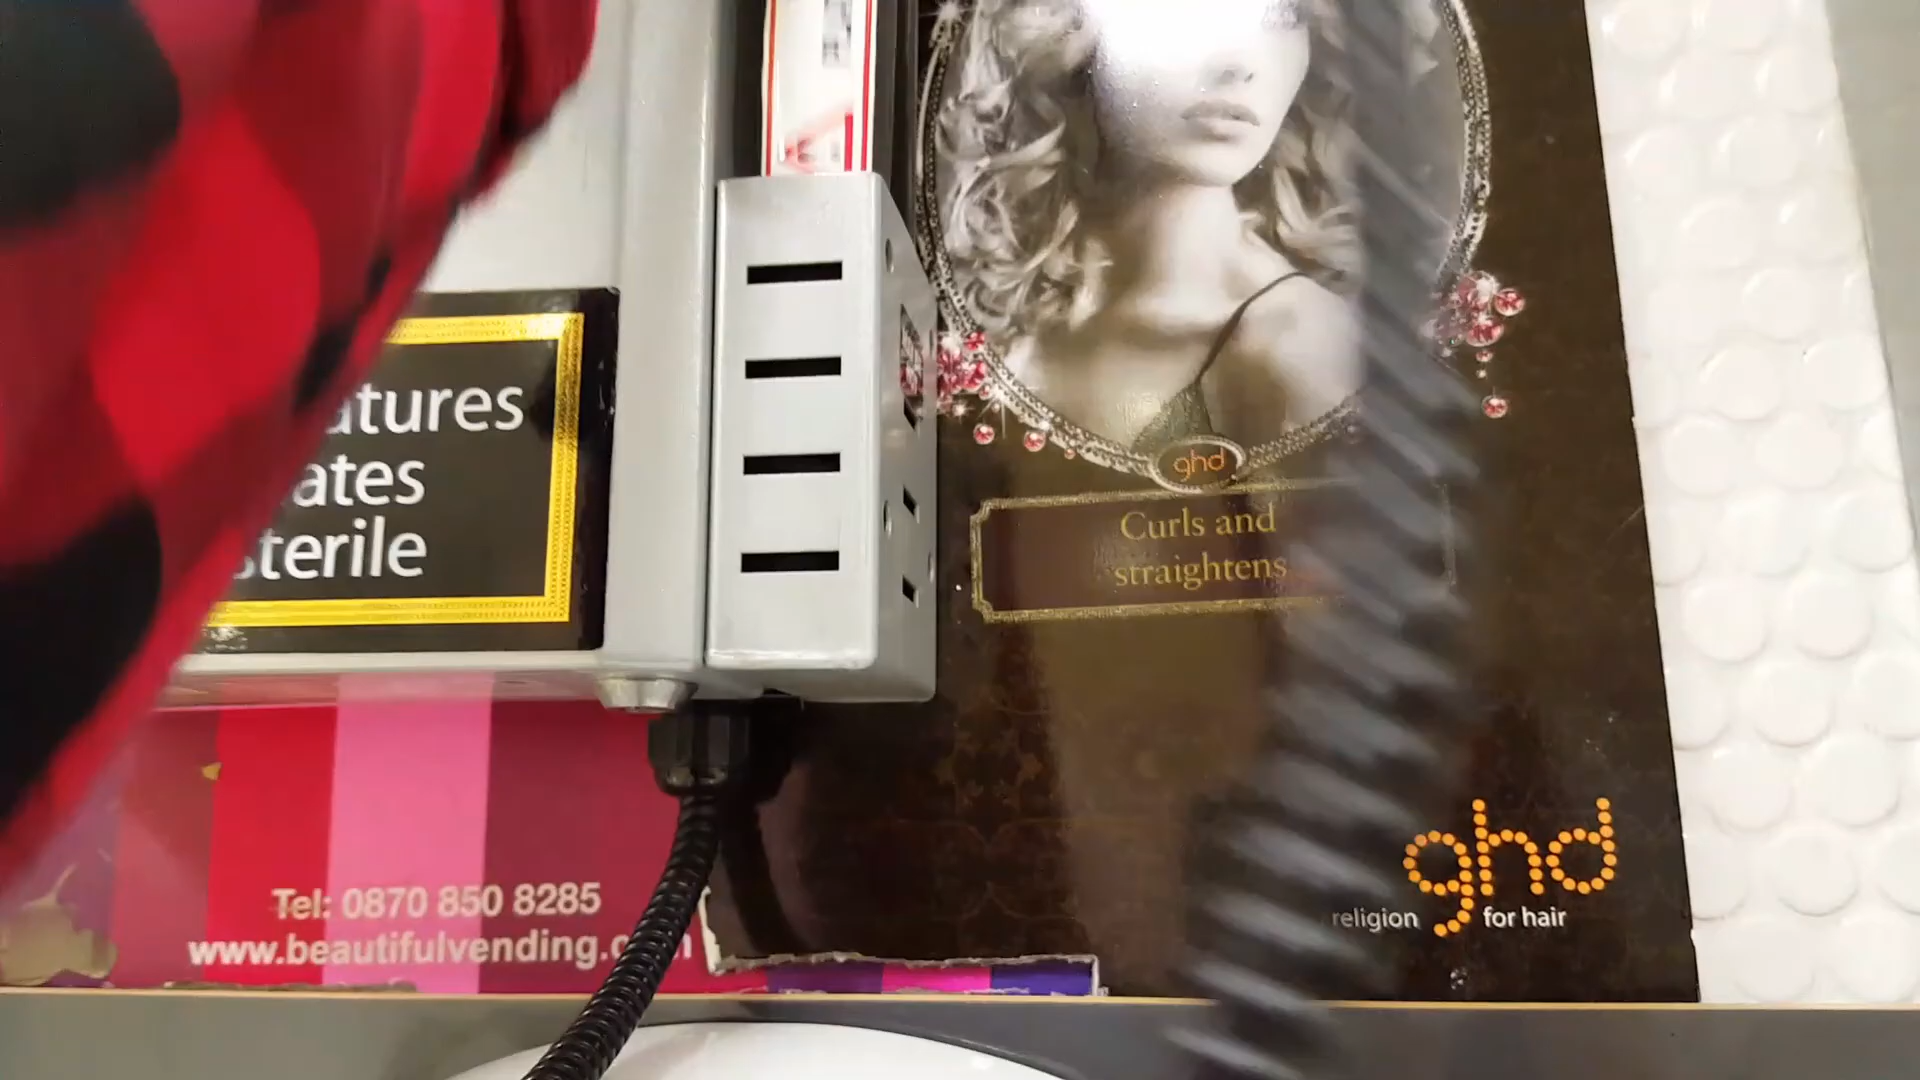 atures
ates
sterile
Tel: 0870 850 8285
www.beautifulvending.
ghd
Curls and
straightens
ghd
religion for hair